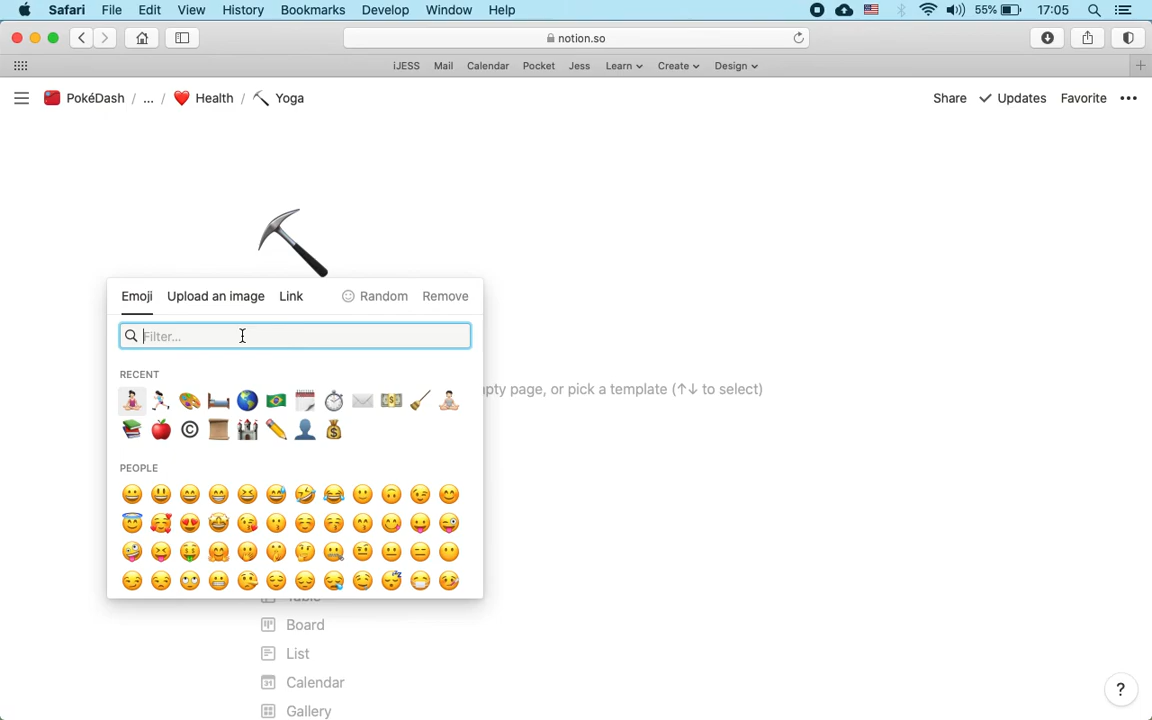 Safari File Edit View History Bookmarks Develop Window Help 55% 17:05
notion.so
iJESS Mail Calendar Pocket Jess Learn Create Design
PokéDash / ... / Health / Yoga Share Updates Favorite •••
Emoji Upload an image Link Random Remove
Filter...
RECENT
pty page, or pick a template (↑↓ to select)
PEOPLE
Board
List
Calendar
Gallery
?